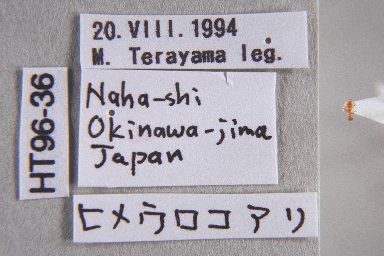 20. VIII. 1994
M. Terayama leg.
HT96-36
Naha-shi
Okinawa-jima
Japan
ヒメウロコアリ